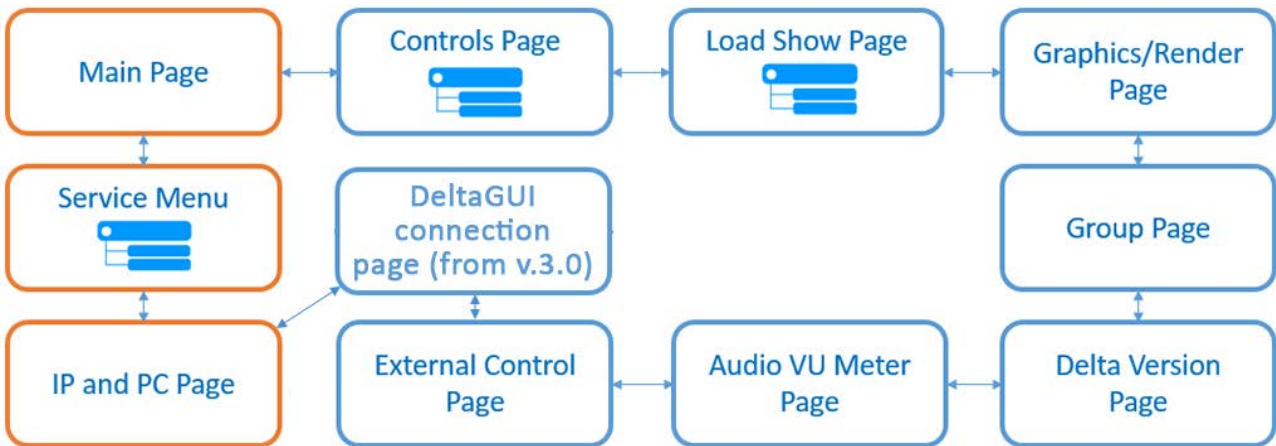 Main Page
Controls Page
Load Show Page
Graphics/Render
Page
Service Menu
DeltaGUI
connection
page (from v.3.0)
Group Page
IP and PC Page
External Control
Page
Audio VU Meter
Page
Delta Version
Page